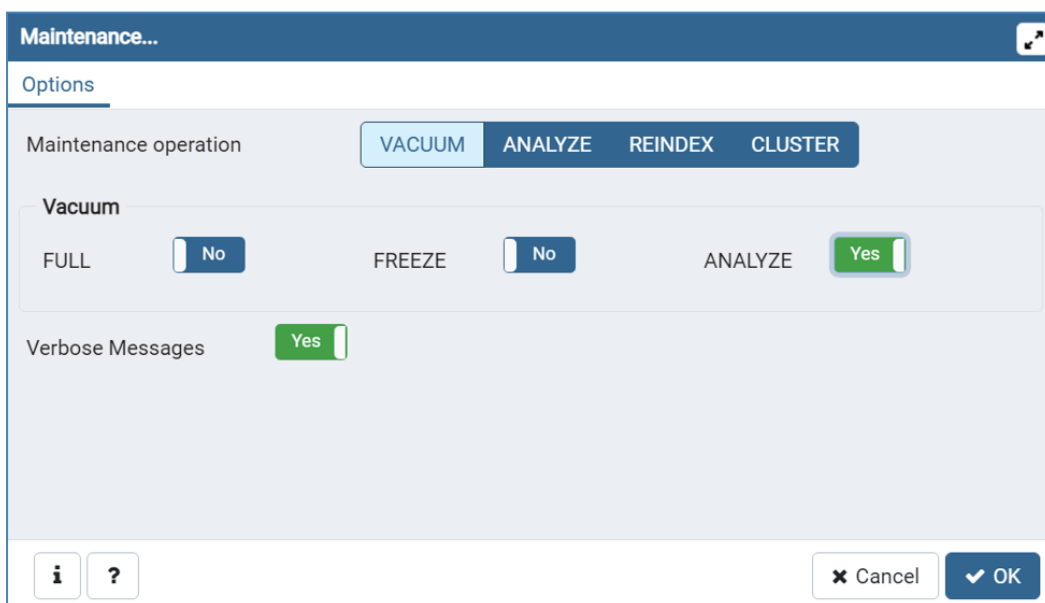 Maintenance...
Options
Maintenance operation VACUUM ANALYZE REINDEX CLUSTER
Vacuum
FULL No FREEZE No ANALYZE Yes
Verbose Messages Yes
i ? Cancel OK